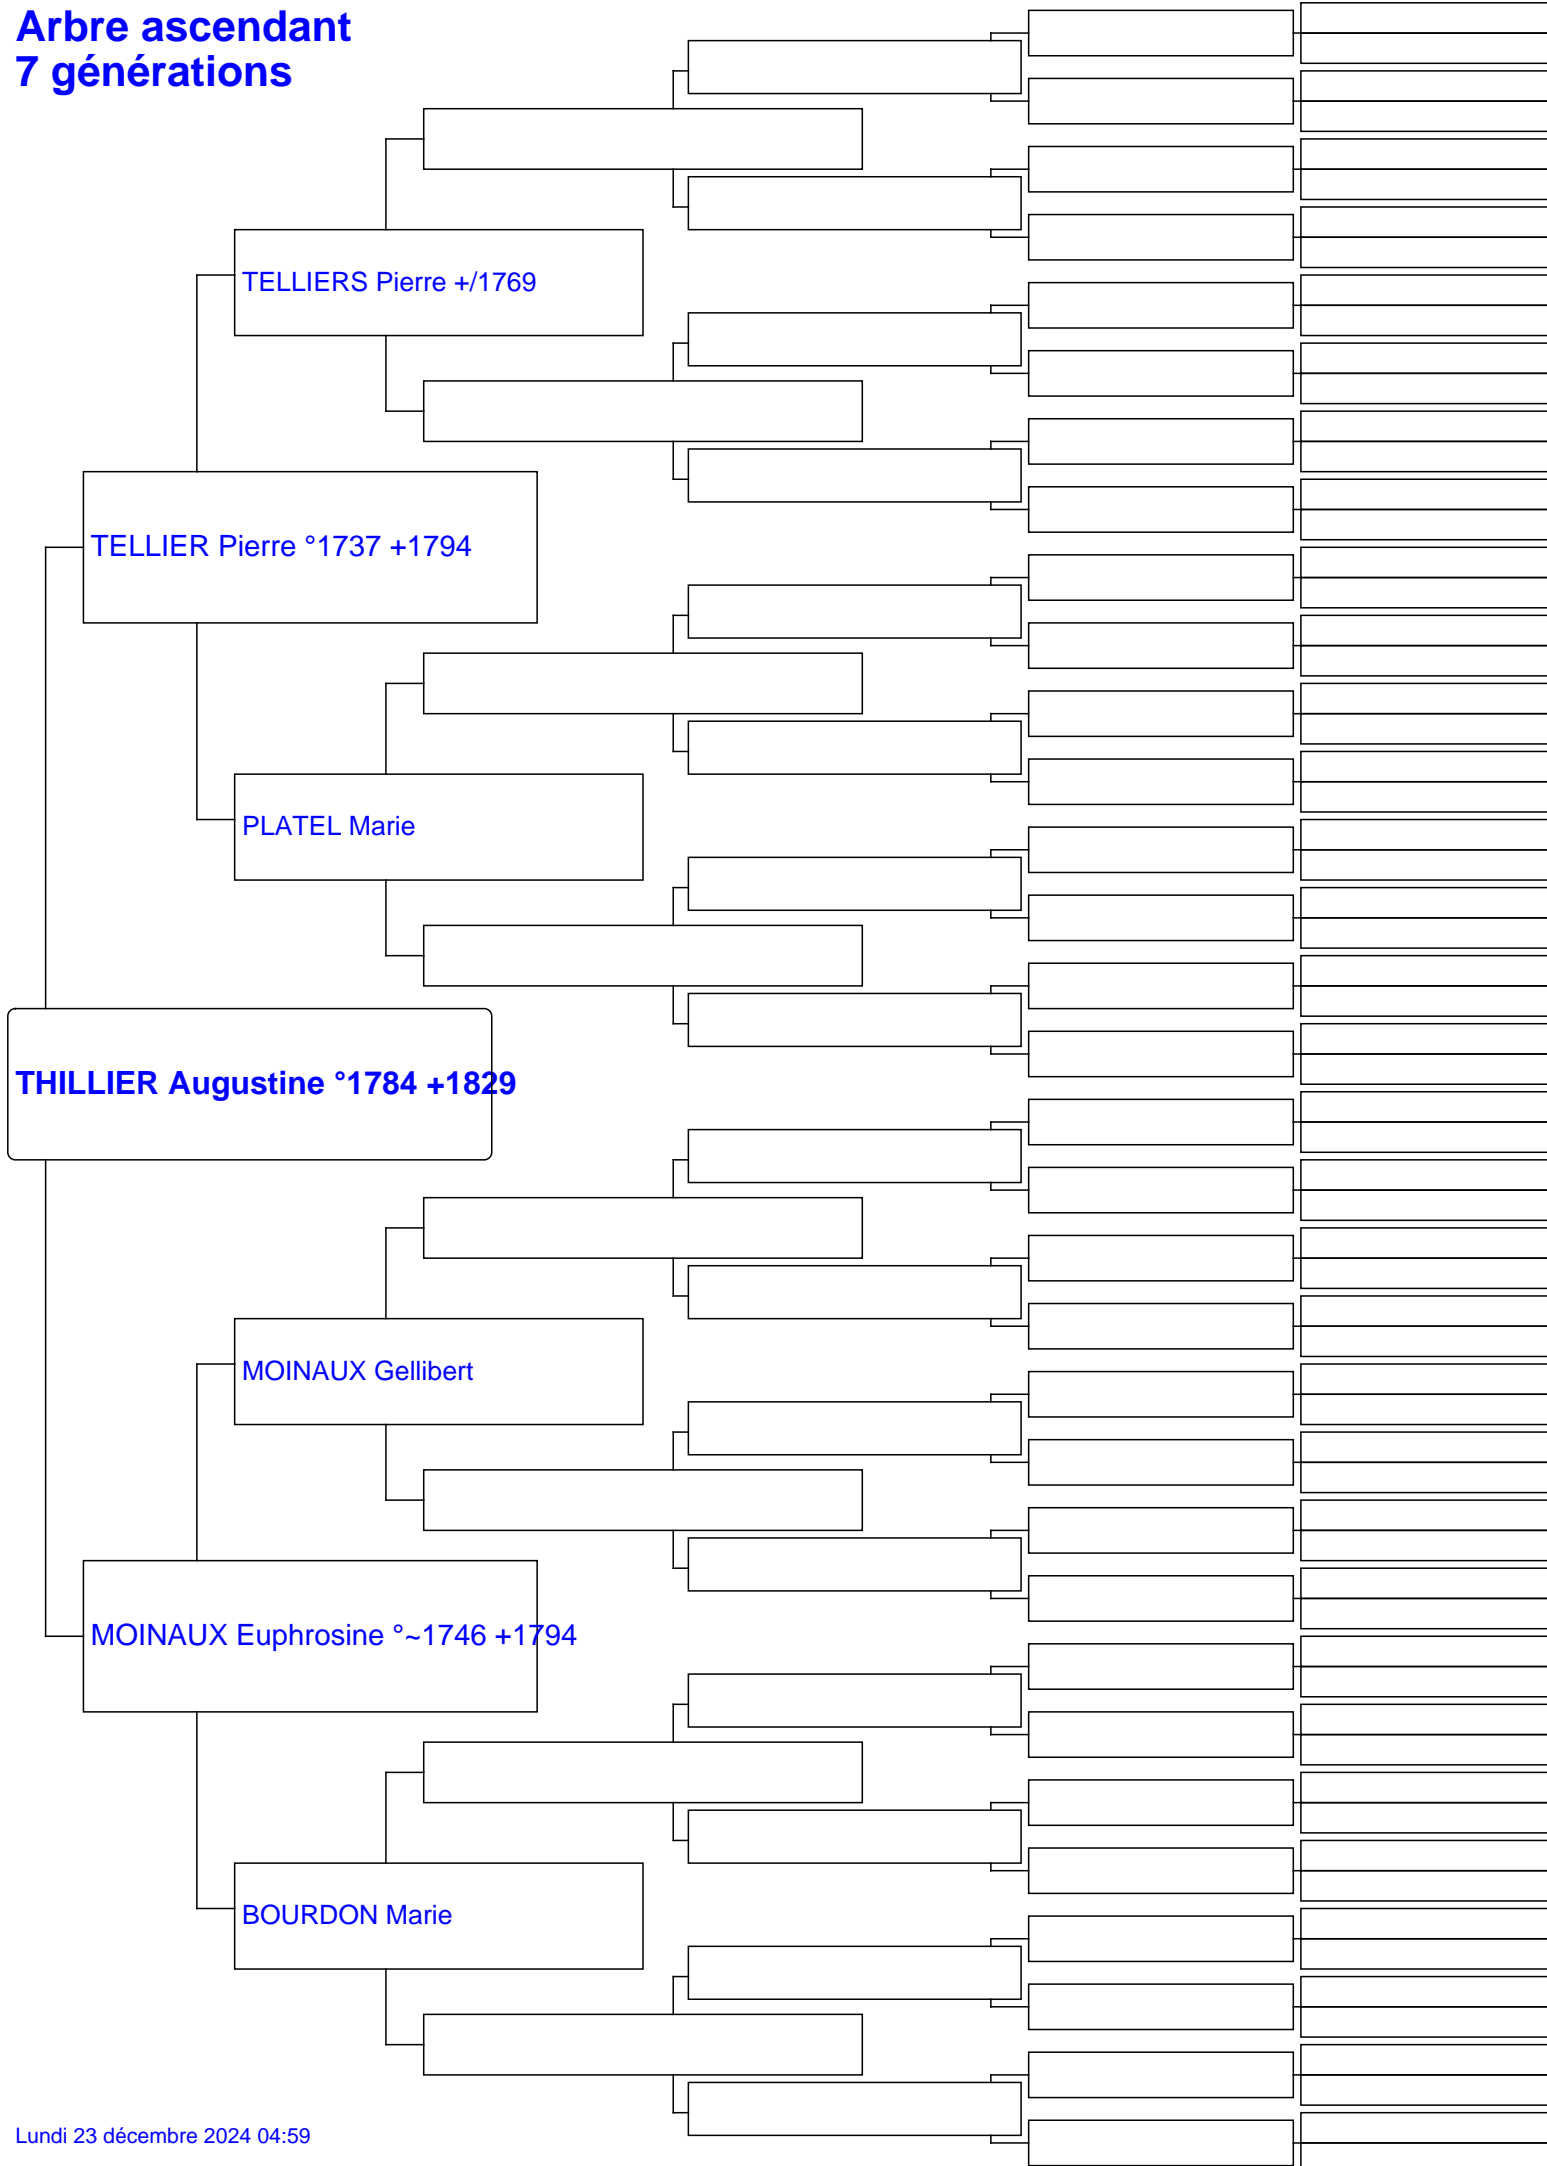 Arbre ascendant
7 générations
TELLIERS Pierre +/1769
TELLIER Pierre °1737 +1794
PLATEL Marie
THILLIER Augustine °1784 +1829
MOINAUX Gellibert
MOINAUX Euphrosine °~1746 +1794
BOURDON Marie
Lundi 23 décembre 2024 04:59